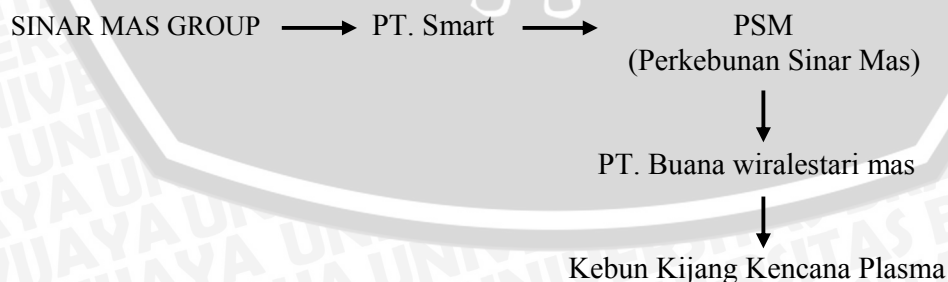 SINAR MAS GROUP → PT. Smart → PSM
(Perkebunan Sinar Mas)
PT. Buana wiralestari mas
Kebun Kijang Kencana Plasma